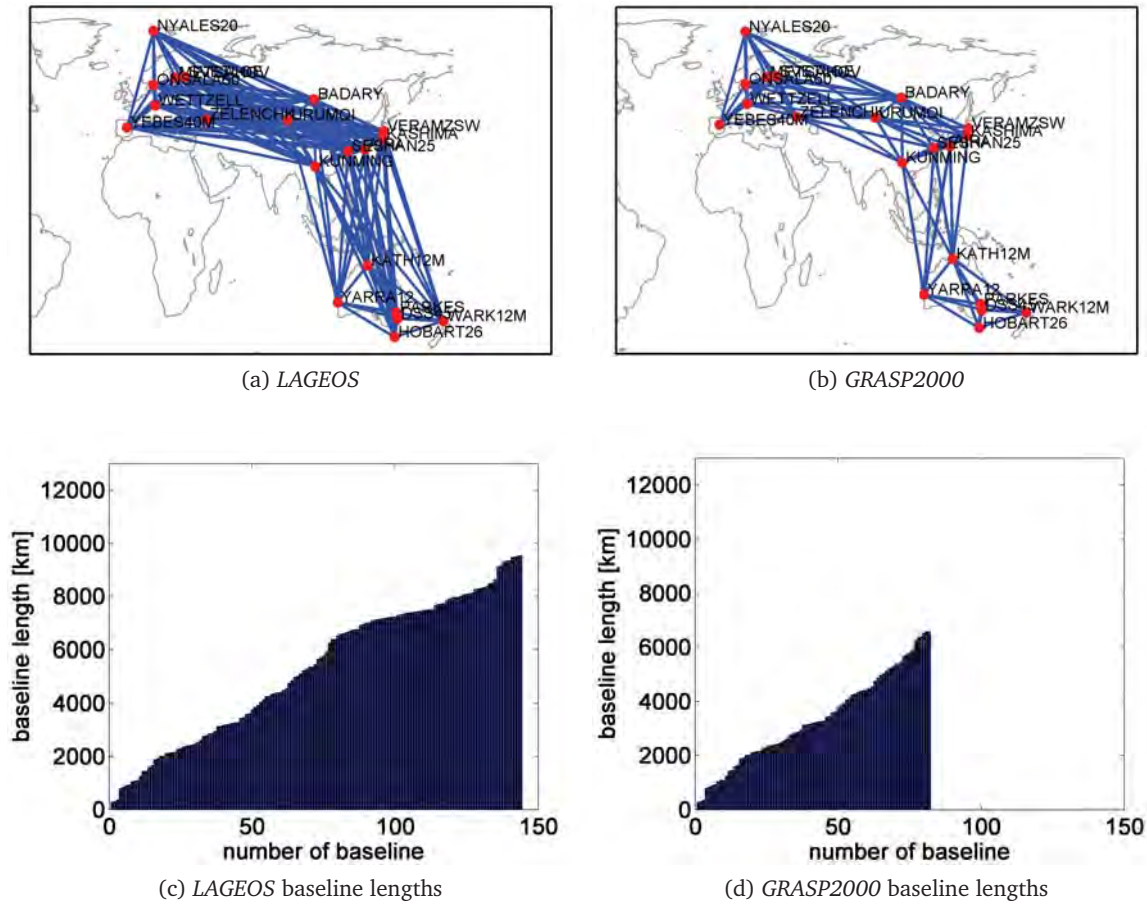 NYALES20
BADARY
WETTZELL
YEBES40M
VERAMZSW
KASHIMA
KUNMING
KATH12M
YARRA12
PARKES
WARK12M
HOBART26
NYALES20
BADARY
WETTZELL
YEBES40M
VERAMZSW
KASHIMA
KUNMING
KATH12M
YARRA12
PARKES
WARK12M
HOBART26
(a) LAGEOS
(b) GRASP2000
12000
10000
8000
6000
4000
2000
0
baseline length [km]
0 50 100 150
number of baseline
12000
10000
8000
6000
4000
2000
0
baseline length [km]
0 50 100 150
number of baseline
(c) LAGEOS baseline lengths
(d) GRASP2000 baseline lengths